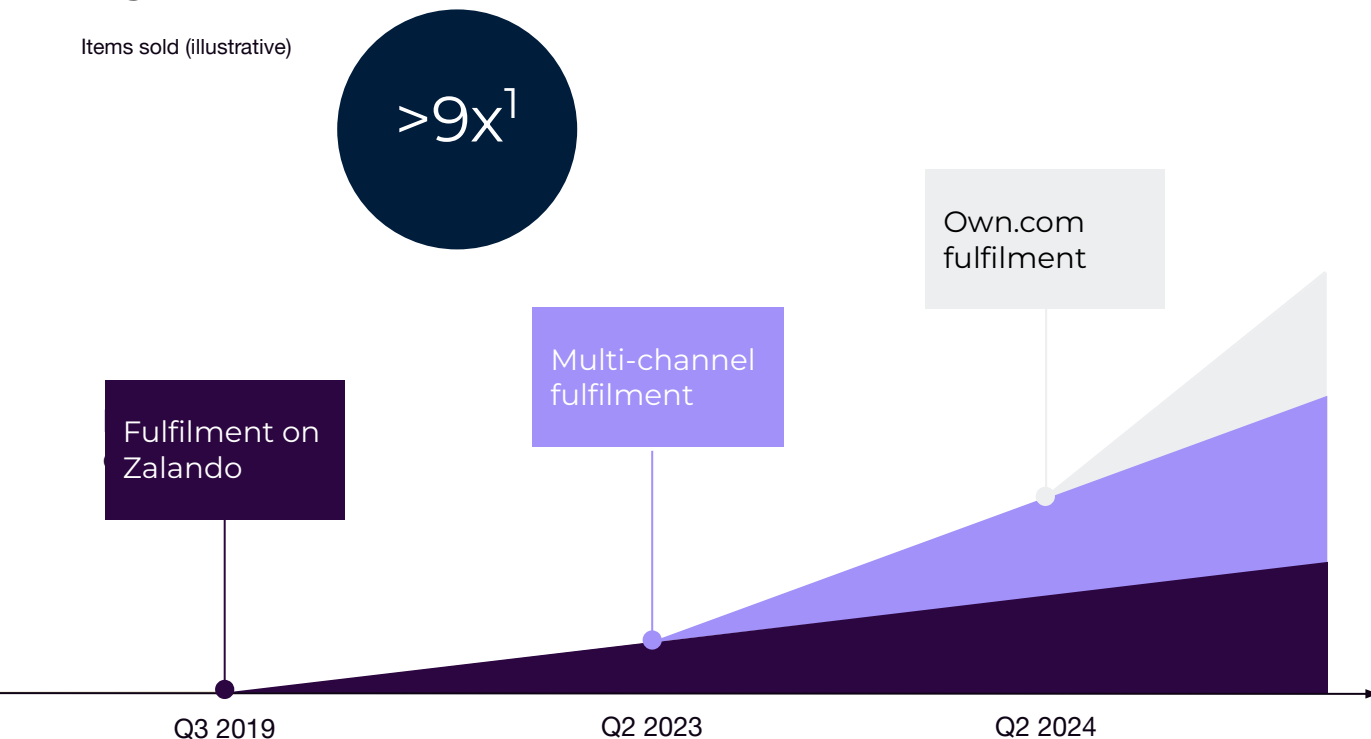 Items sold (illustrative)
>9x¹
Own.com
fulfilment
Multi-channel
fulfilment
Fulfilment on
Zalando
Q3 2019
Q2 2023
Q2 2024